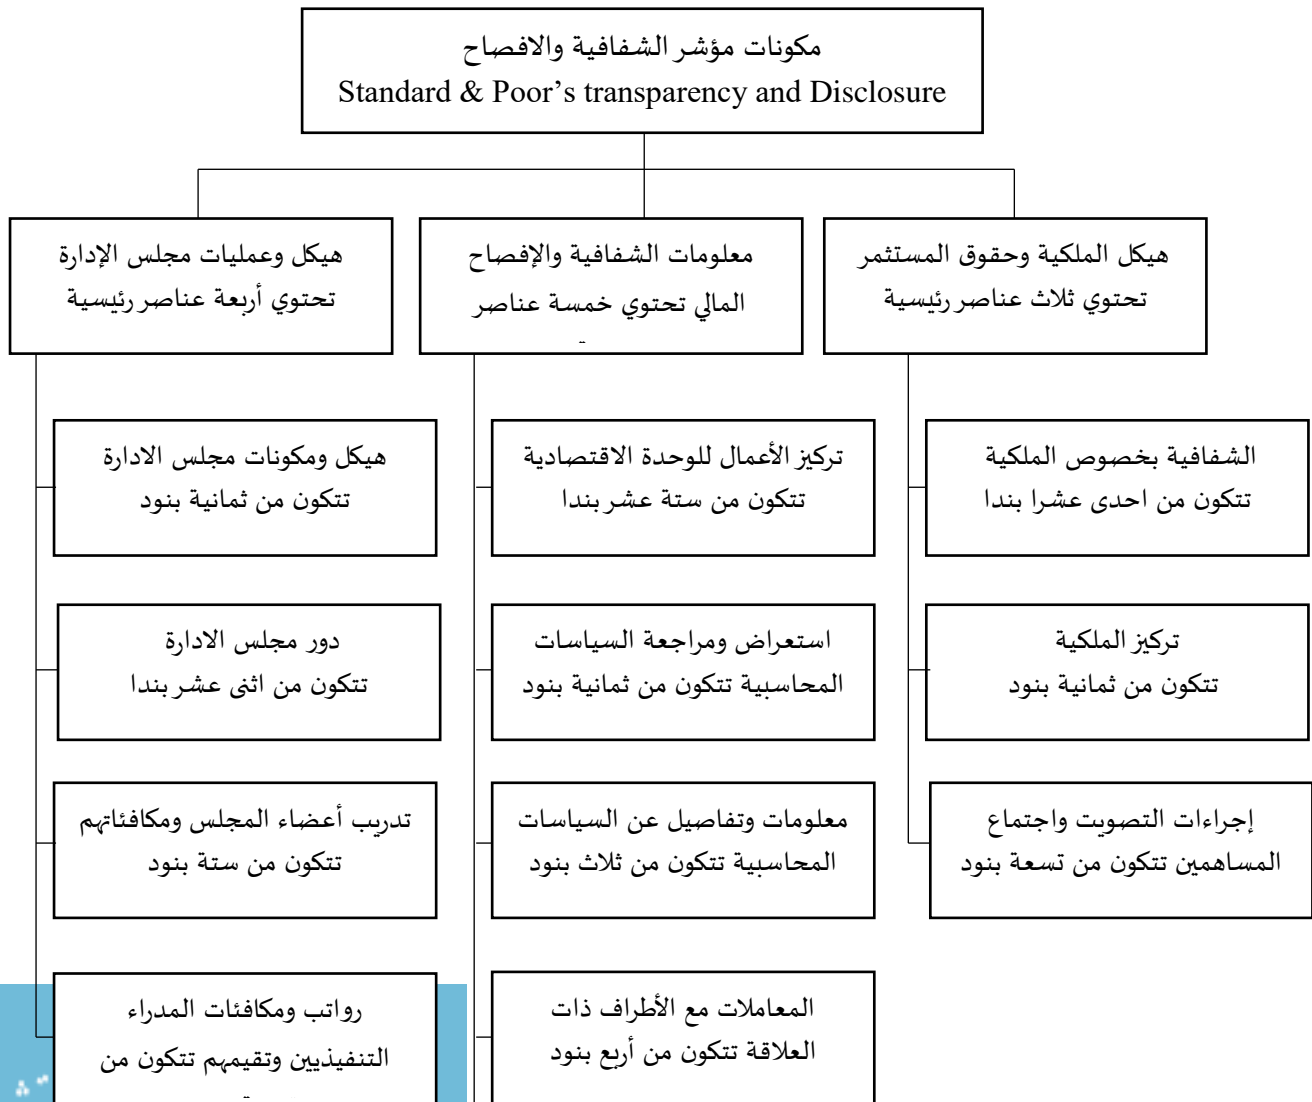 مكونات مؤشر الشفافية والافصاح
Standard & Poor’s transparency and Disclosure
هيكل الملكية وحقوق المستثمر
تحتوي ثلاث عناصر رئيسية
معلومات الشفافية والإفصاح
المالي تحتوي خمسة عناصر
هيكل وعمليات مجلس الإدارة
تحتوي أربعة عناصر رئيسية
الشفافية بخصوص الملكية
تتكون من احدى عشرا بندا
تركيز الملكية
تتكون من ثمانية بنود
إجراءات التصويت واجتماع
المساهمين تتكون من تسعة بنود
تركيز الأعمال للوحدة الاقتصادية
تتكون من ستة عشر بندا
استعراض ومراجعة السياسات
المحاسبية تتكون من ثمانية بنود
معلومات وتفاصيل عن السياسات
المحاسبية تتكون من ثلاث بنود
المعاملات مع الأطراف ذات
العلاقة تتكون من أربع بنود
هيكل ومكونات مجلس الادارة
تتكون من ثمانية بنود
دور مجلس الادارة
تتكون من اثنى عشر بندا
تدريب أعضاء المجلس ومكافئاتهم
تتكون من ستة بنود
رواتب ومكافئات المدراء
التنفيذيين وتقيمهم تتكون من